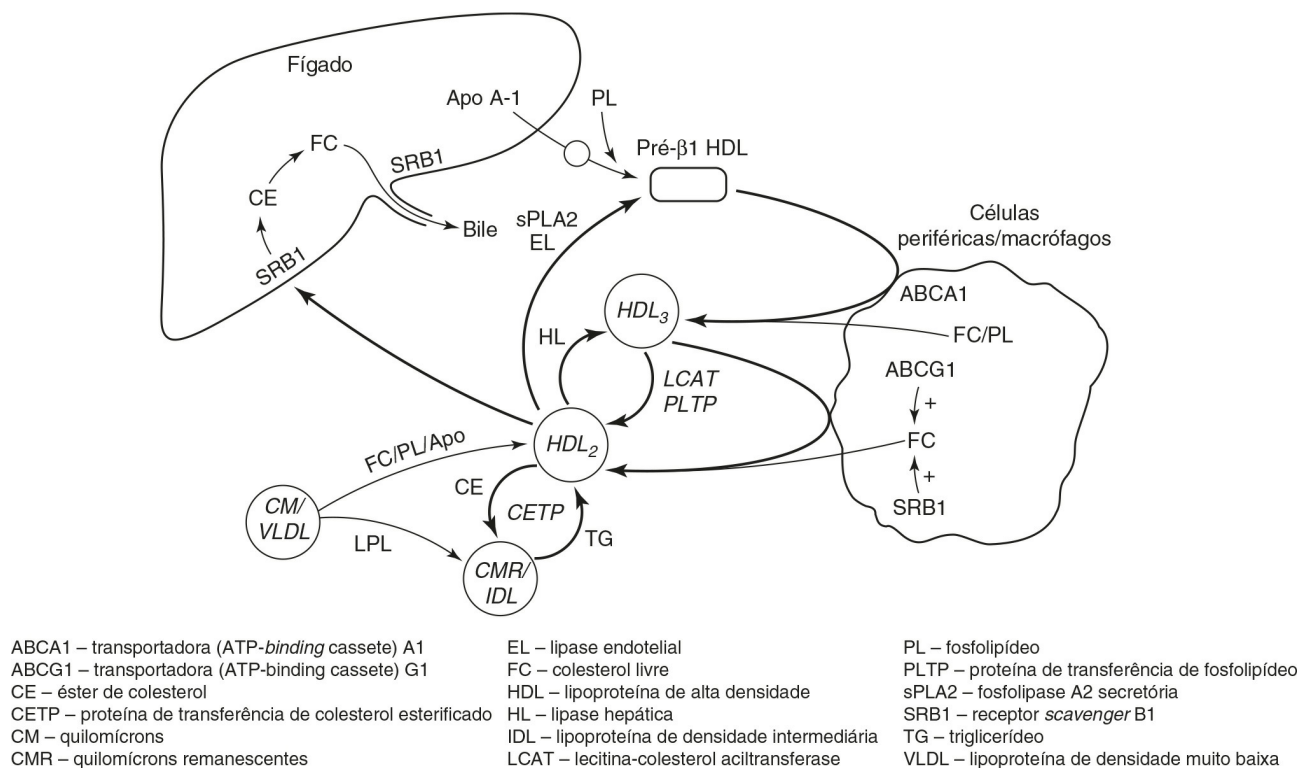 Fígado
Apo A-1
PL
FC
SRB1
Pré-β1 HDL
CE
Bile
sPLA2
EL
Células
periféricas/macrófagos
SRB1
ABCA1
HDL3
HL
FC/PL
LCAT
PLTP
ABCG1
+
FC/PL/Apo
HDL2
FC
CE
+
CM/
VLDL
CETP
SRB1
LPL
TG
CMR/
IDL
ABCA1 – transportadora (ATP-binding cassete) A1
ABCG1 – transportadora (ATP-binding cassete) G1
CE – éster de colesterol
CETP – proteína de transferência de colesterol esterificado
CM – quilomícrons
CMR – quilomícrons remanescentes
EL – lipase endotelial
FC – colesterol livre
HDL – lipoproteína de alta densidade
HL – lipase hepática
IDL – lipoproteína de densidade intermediária
LCAT – lecitina-colesterol aciltransferase
PL – fosfolipídeo
PLTP – proteína de transferência de fosfolipídeo
sPLA2 – fosfolipase A2 secretória
SRB1 – receptor scavenger B1
TG – triglicerídeo
VLDL – lipoproteína de densidade muito baixa